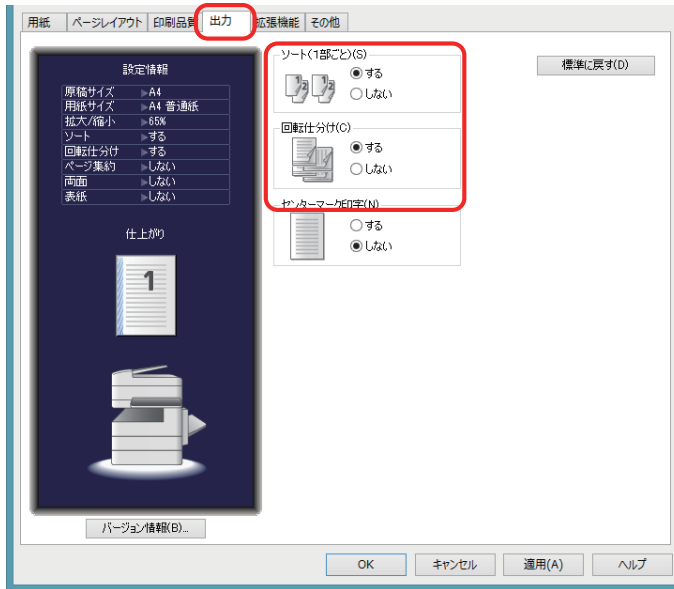 用紙 ページレイアウト 印刷品質 出力 拡張機能 その他
設定情報
原稿サイズ ▶A4
用紙サイズ ▶A4 普通紙
拡大/縮小 ▶65%
ソート ▶する
回転仕分け ▶する
ページ集約 ▶しない
両面 ▶しない
表紙 ▶しない
仕上がり
1
バージョン情報(B)...
ソート(1部ごと)(S)
1 2 1 2
する
しない
回転仕分け(C)
する
しない
センターマーク印字(N)
する
しない
標準に戻す(D)
OK キャンセル 適用(A) ヘルプ